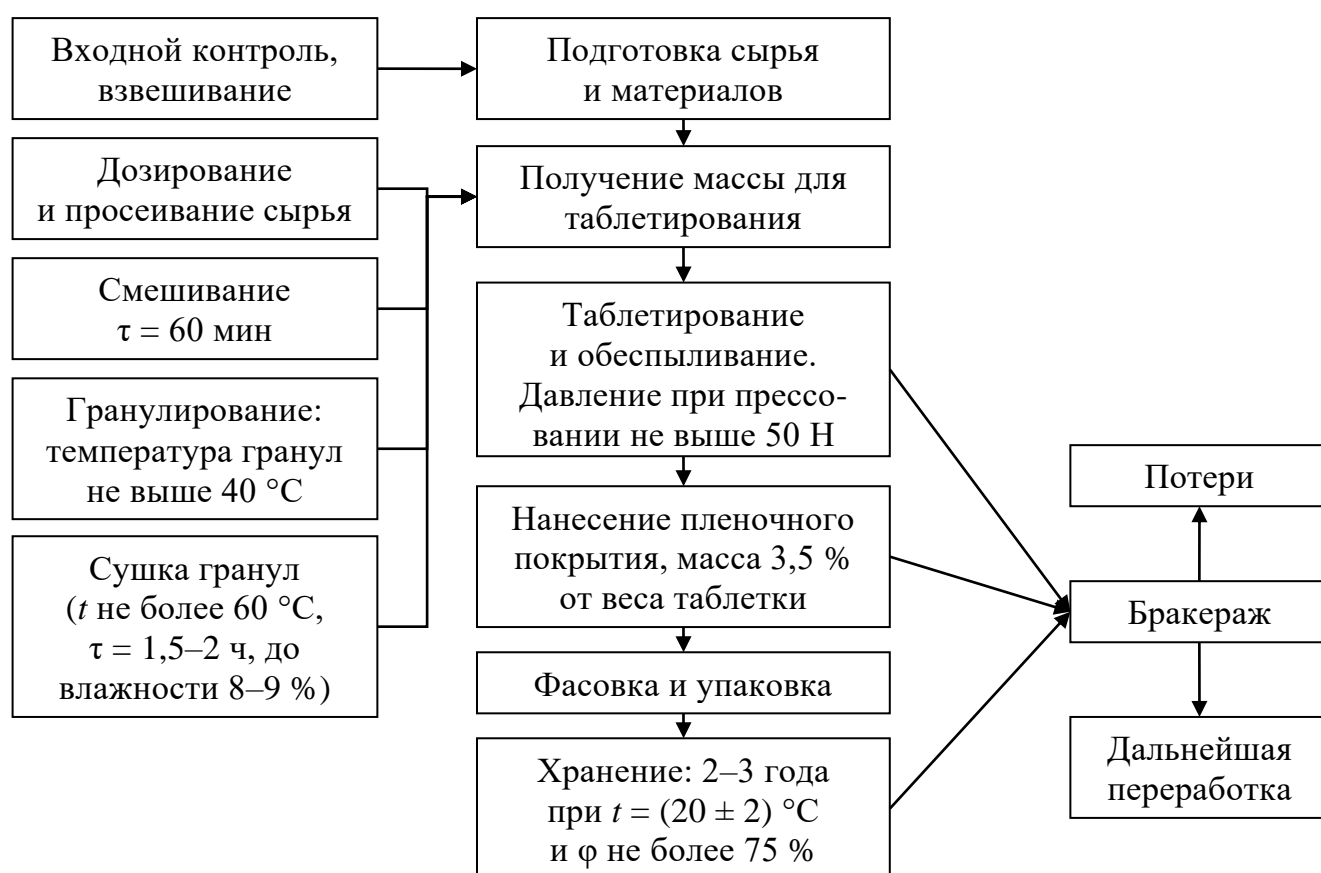 Входной контроль,
взвешивание
Подготовка сырья
и материалов
Дозирование
и просеивание сырья
Получение массы для
таблетирования
Смешивание
τ = 60 мин
Таблетирование
и обеспыливание.
Давление при прессо-
вании не выше 50 Н
Гранулирование:
температура гранул
не выше 40 °C
Потери
Нанесение пленочного
покрытия, масса 3,5 %
от веса таблетки
Сушка гранул
(t не более 60 °C,
τ = 1,5–2 ч, до
влажности 8–9 %)
Бракераж
Фасовка и упаковка
Хранение: 2–3 года
при t = (20 ± 2) °C
и φ не более 75 %
Дальнейшая
переработка